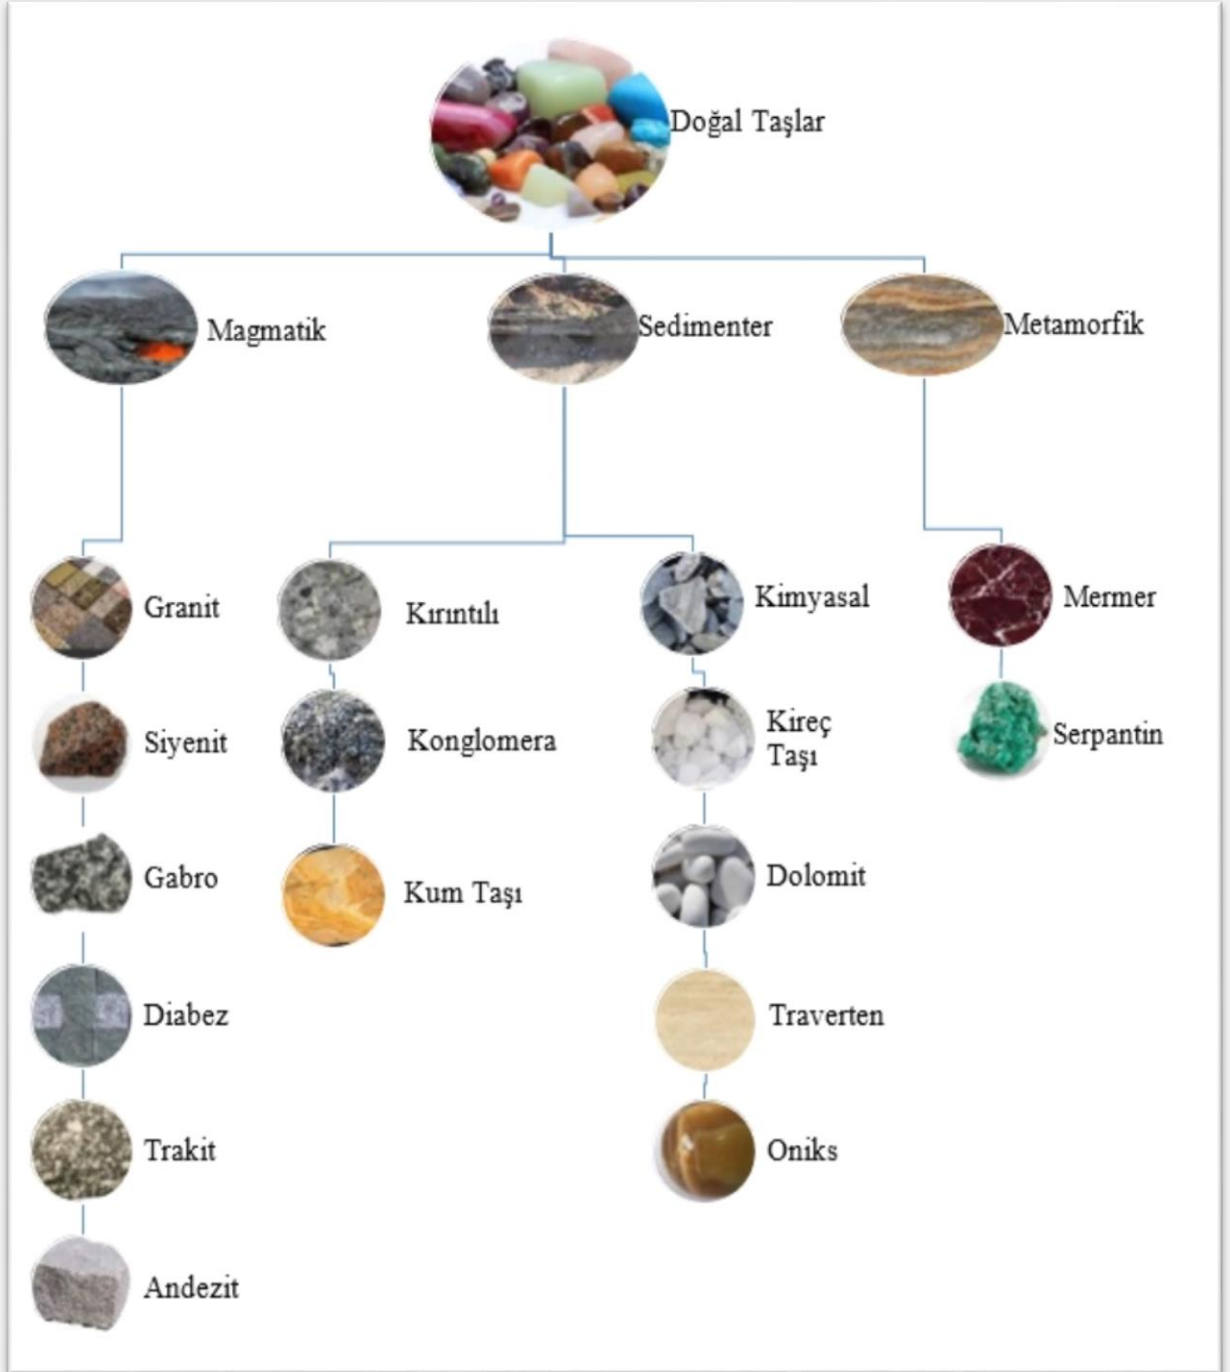 Doğal Taşlar
Magmatik
Sedimenter
Metamorfik
Granit
Kırıntılı
Kimyasal
Mermer
Siyenit
Konglomera
Kireç
Taşı
Serpantin
Gabro
Kum Taşı
Dolomit
Diabez
Traverten
Trakit
Oniks
Andezit